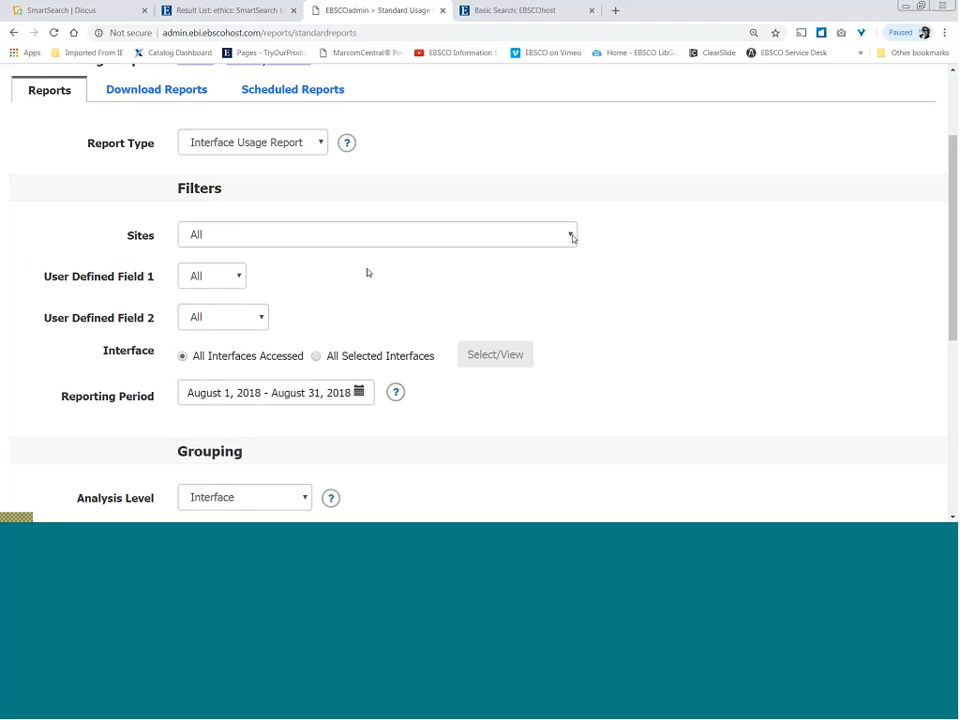 SmartSearch | Discus
Result List: ethics: SmartSearch I
EBSCOadmin > Standard Usage
Basic Search: EBSCOhost
Not secure | admin.ebi.ebscohost.com/reports/standardreports
Paused
Apps Imported From IE Catalog Dashboard Pages - TryOurProdu MarcomCentral® Po EBSCO Information S EBSCO on Vimeo Home - EBSCO LibGu ClearSlide EBSCO Service Desk » Other bookmarks
Reports Download Reports Scheduled Reports
Report Type Interface Usage Report ?
Filters
Sites All
User Defined Field 1 All
User Defined Field 2 All
Interface All Interfaces Accessed All Selected Interfaces Select/View
Reporting Period August 1, 2018 - August 31, 2018 ?
Grouping
Analysis Level Interface ?